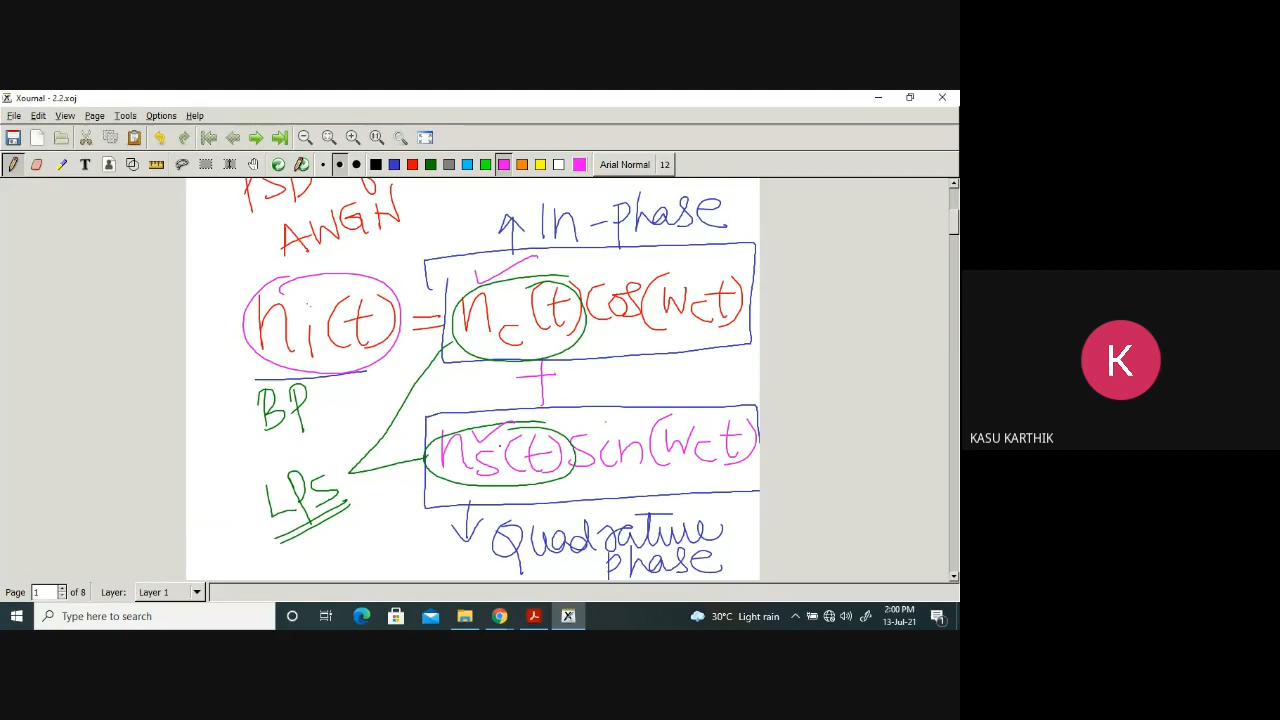 Xournal - 2.2.xoj
File Edit View Page Tools Options Help
Arial Normal 12
PSD
AWGN
↑ In-phase
ni(t) = nc(t) cos(wct)
+
ns(t) sin(wct)
BP
LPS
↓ Quadrature
phase
KASU KARTHIK
K
Page 1 of 8 Layer: Layer 1
Type here to search
30°C Light rain
2:00 PM
13-Jul-21
1